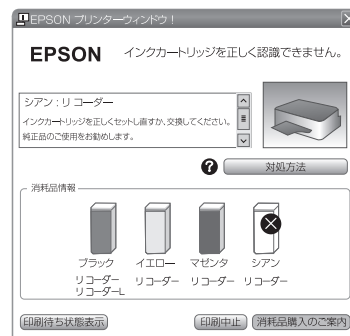 EPSON プリンターウィンドウ!
EPSON
インクカートリッジを正しく認識できません。
シアン : リコーダー
インクカートリッジを正しくセットし直すか、交換してください。
純正品のご使用をお勧めします。
対処方法
消耗品情報
ブラック イエロー マゼンタ シアン
リコーダー リコーダー リコーダー リコーダー
リコーダーL
印刷待ち状態表示 印刷中止 消耗品購入のご案内